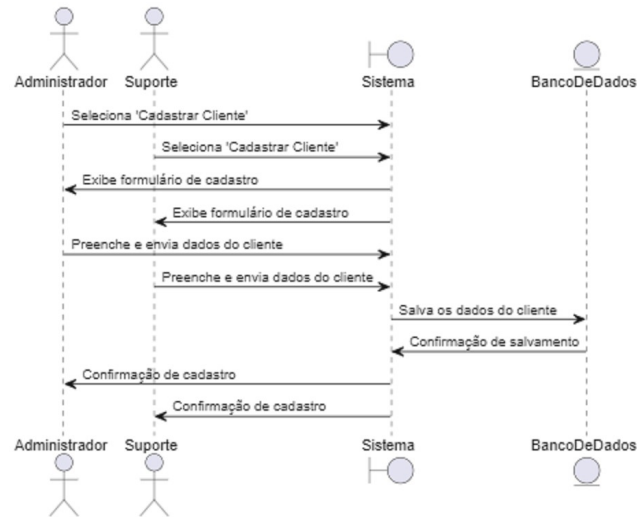 Administrador Suporte Sistema BancoDeDados
Seleciona 'Cadastrar Cliente'
Seleciona 'Cadastrar Cliente'
Exibe formulário de cadastro
Exibe formulário de cadastro
Preenche e envia dados do cliente
Preenche e envia dados do cliente
Salva os dados do cliente
Confirmação de salvamento
Confirmação de cadastro
Confirmação de cadastro
Administrador Suporte Sistema BancoDeDados